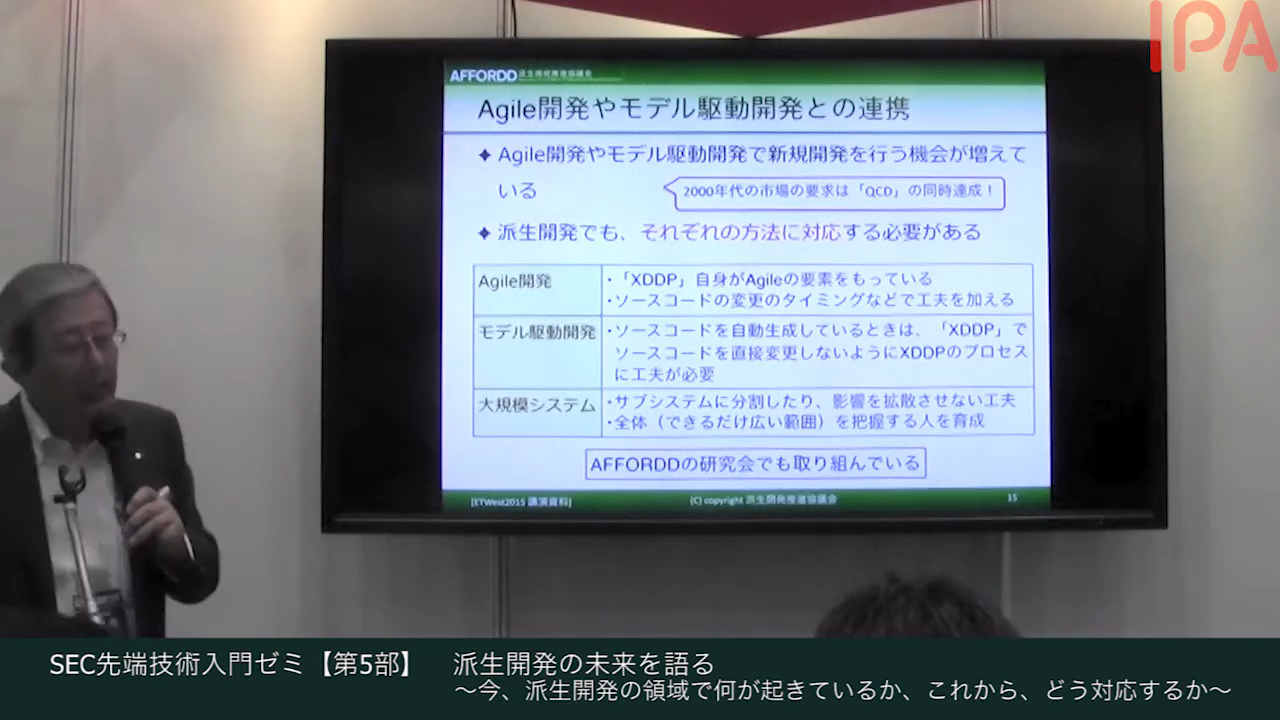 IPA
AFFORDD 派生開発推進協議会
Agile開発やモデル駆動開発との連携
✦ Agile開発やモデル駆動開発で新規開発を行う機会が増えて
いる
2000年代の市場の要求は「QCD」の同時達成！
✦ 派生開発でも、それぞれの方法に対応する必要がある
Agile開発
・「XDDP」自身がAgileの要素をもっている
・ソースコードの変更のタイミングなどで工夫を加える
モデル駆動開発
・ソースコードを自動生成しているときは、「XDDP」で
ソースコードを直接変更しないようにXDDPのプロセス
に工夫が必要
大規模システム
・サブシステムに分割したり、影響を拡散させない工夫
・全体（できるだけ広い範囲）を把握する人を育成
AFFORDDの研究会でも取り組んでいる
[ETWest2015 講演資料]
(C) copyright 派生開発推進協議会
15
SEC先端技術入門ゼミ【第5部】 派生開発の未来を語る
～今、派生開発の領域で何が起きているか、これから、どう対応するか～